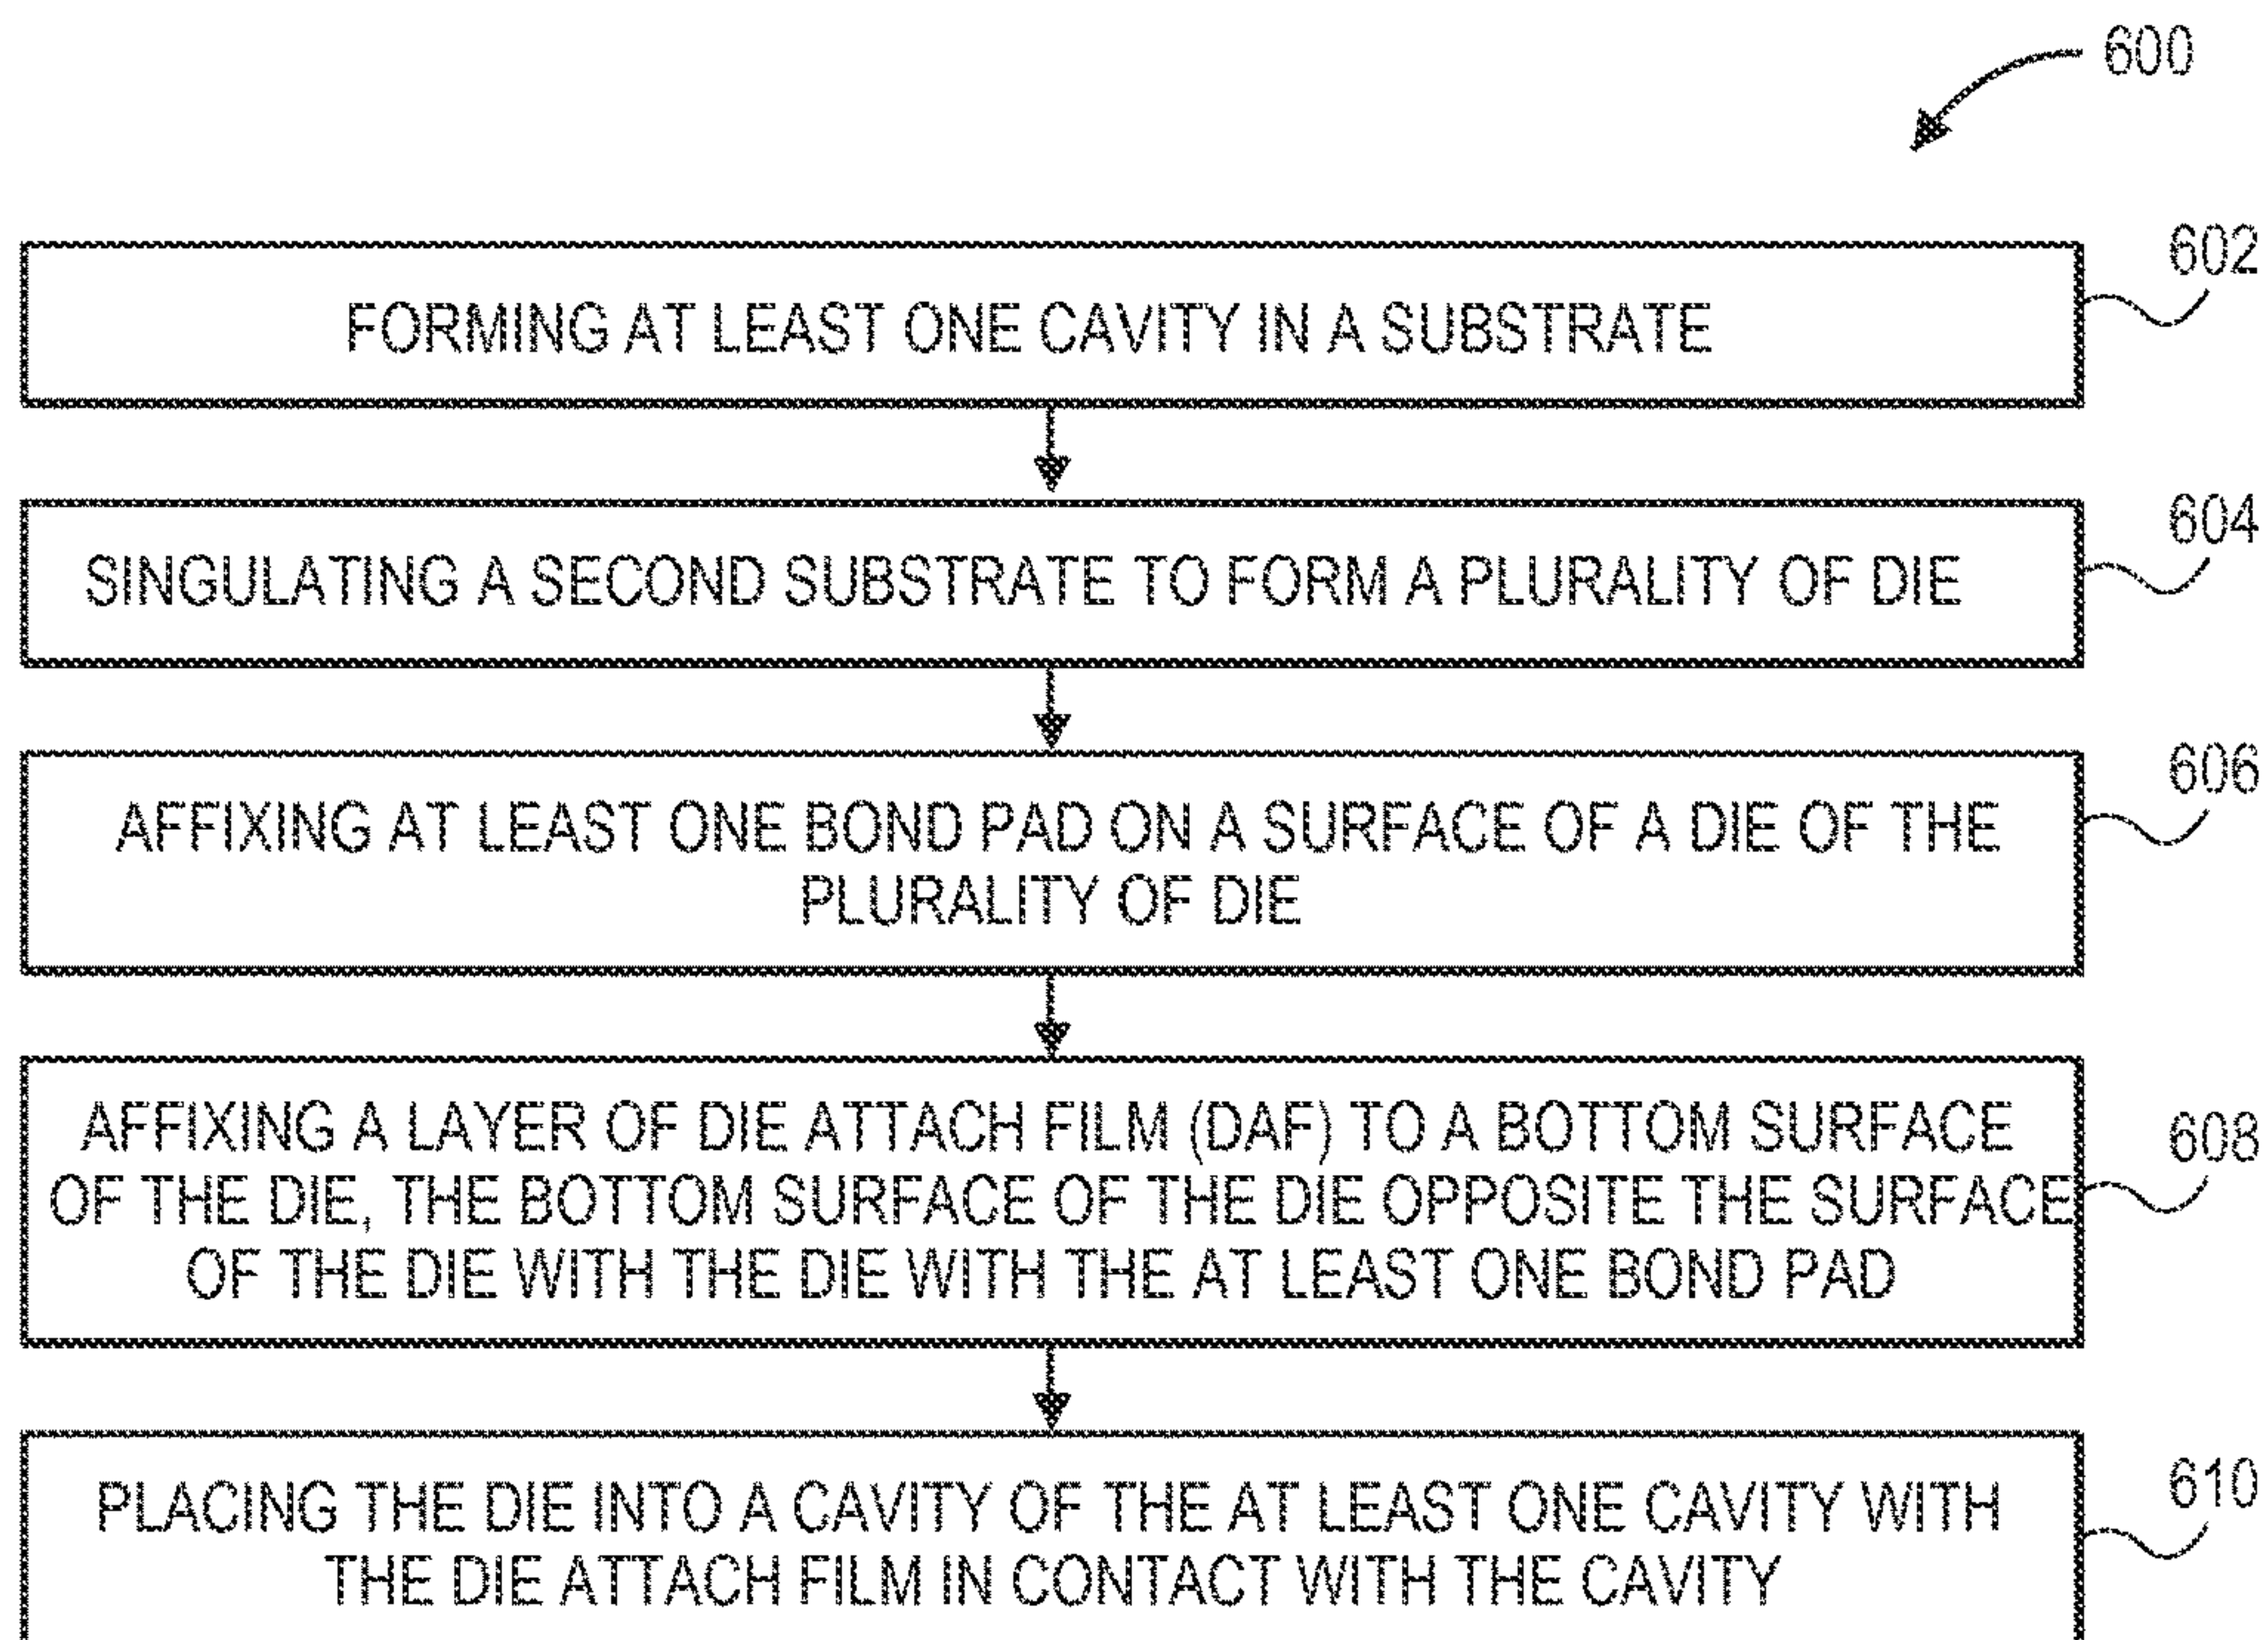 600
602
FORMING AT LEAST ONE CAVITY IN A SUBSTRATE
604
SINGULATING A SECOND SUBSTRATE TO FORM A PLURALITY OF DIE
606
AFFIXING AT LEAST ONE BOND PAD ON A SURFACE OF A DIE OF THE
PLURALITY OF DIE
608
AFFIXING A LAYER OF DIE ATTACH FILM (DAF) TO A BOTTOM SURFACE
OF THE DIE, THE BOTTOM SURFACE OF THE DIE OPPOSITE THE SURFACE
OF THE DIE WITH THE DIE WITH THE AT LEAST ONE BOND PAD
610
PLACING THE DIE INTO A CAVITY OF THE AT LEAST ONE CAVITY WITH
THE DIE ATTACH FILM IN CONTACT WITH THE CAVITY